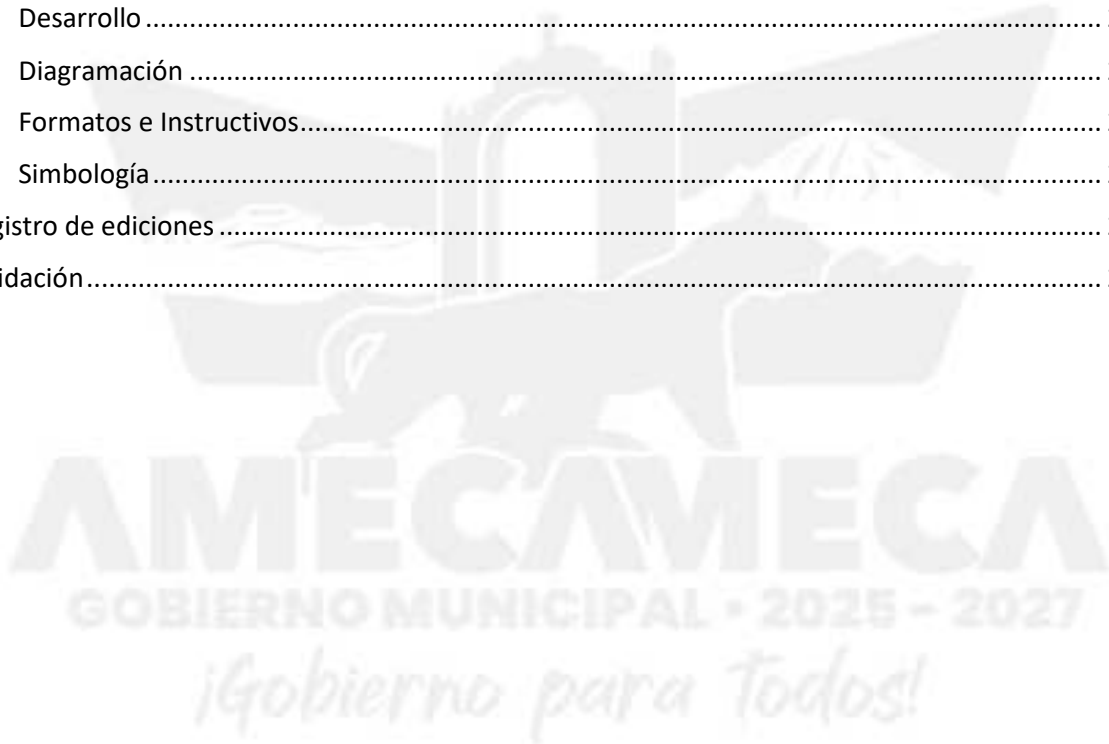 Desarrollo ..........
Diagramación ..........
Formatos e Instructivos ..........
Simbología ..........
gistro de ediciones ..........
idación ..........
AMECAMECA
GOBIERNO MUNICIPAL • 2025 – 2027
¡Gobierno para Todos!